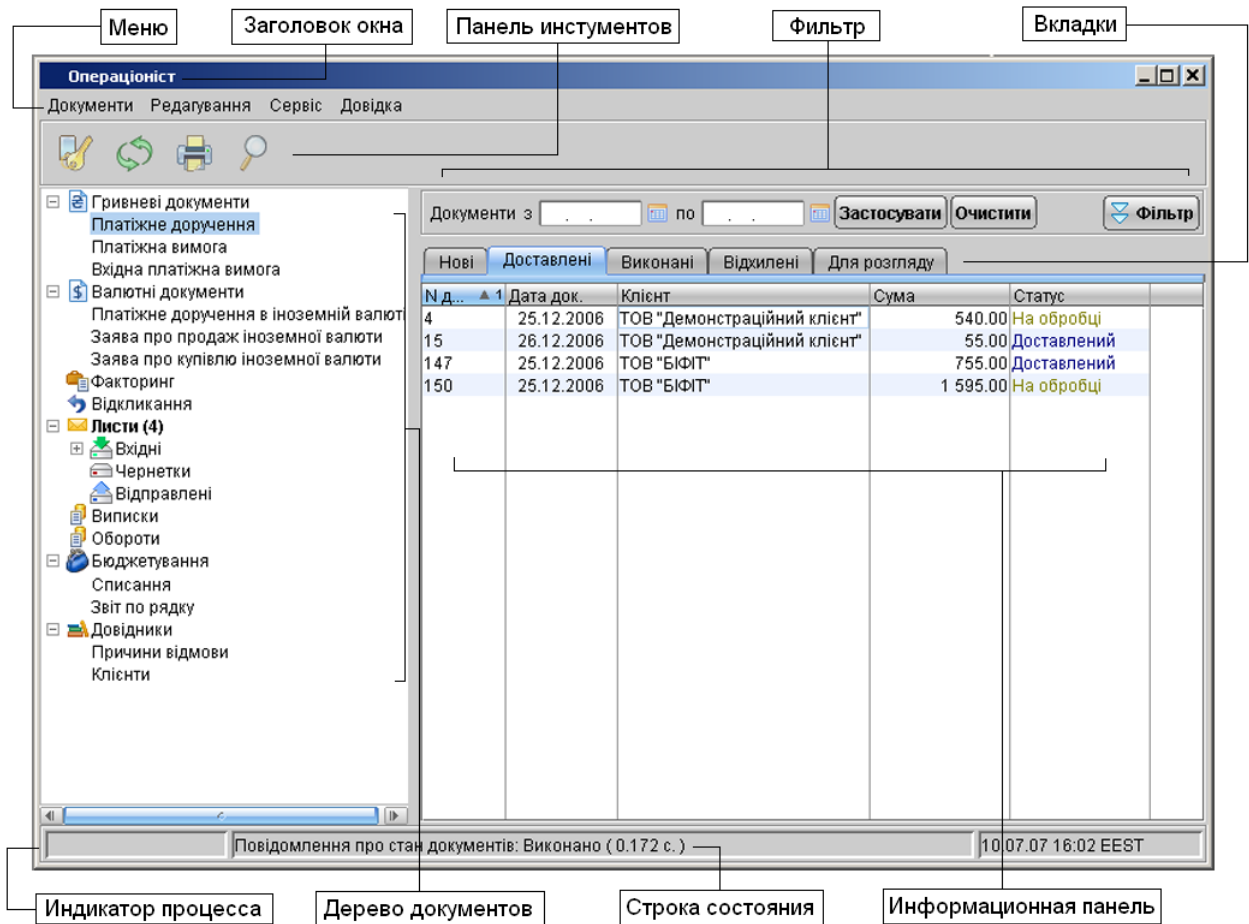 Меню Заголовок окна Панель инстументов Фильтр Вкладки
Операціоніст
Документи Редагування Сервіс Довідка
Гривневі документи
Платіжне доручення
Платіжна вимога
Вхідна платіжна вимога
Валютні документи
Платіжне доручення в іноземній валюті
Заява про продаж іноземної валюти
Заява про купівлю іноземної валюти
Факторинг
Відкликання
Листи (4)
Вхідні
Чернетки
Відправлені
Виписки
Обороти
Бюджетування
Списання
Звіт по рядку
Довідники
Причини відмови
Клієнти
Документи з . . по . . Застосувати Очистити Фільтр
Нові Доставлені Виконані Відхилені Для розгляду
N д... 1 Дата док. Клієнт Сума Статус
4 25.12.2006 ТОВ "Демонстраційний клієнт" 540.00 На обробці
15 26.12.2006 ТОВ "Демонстраційний клієнт" 55.00 Доставлений
147 25.12.2006 ТОВ "БІФІТ" 755.00 Доставлений
150 25.12.2006 ТОВ "БІФІТ" 1 595.00 На обробці
Повідомлення про стан документів: Виконано ( 0.172 с. ) 10.07.07 16:02 EEST
Индикатор процесса Дерево документов Строка состояния Информационная панель